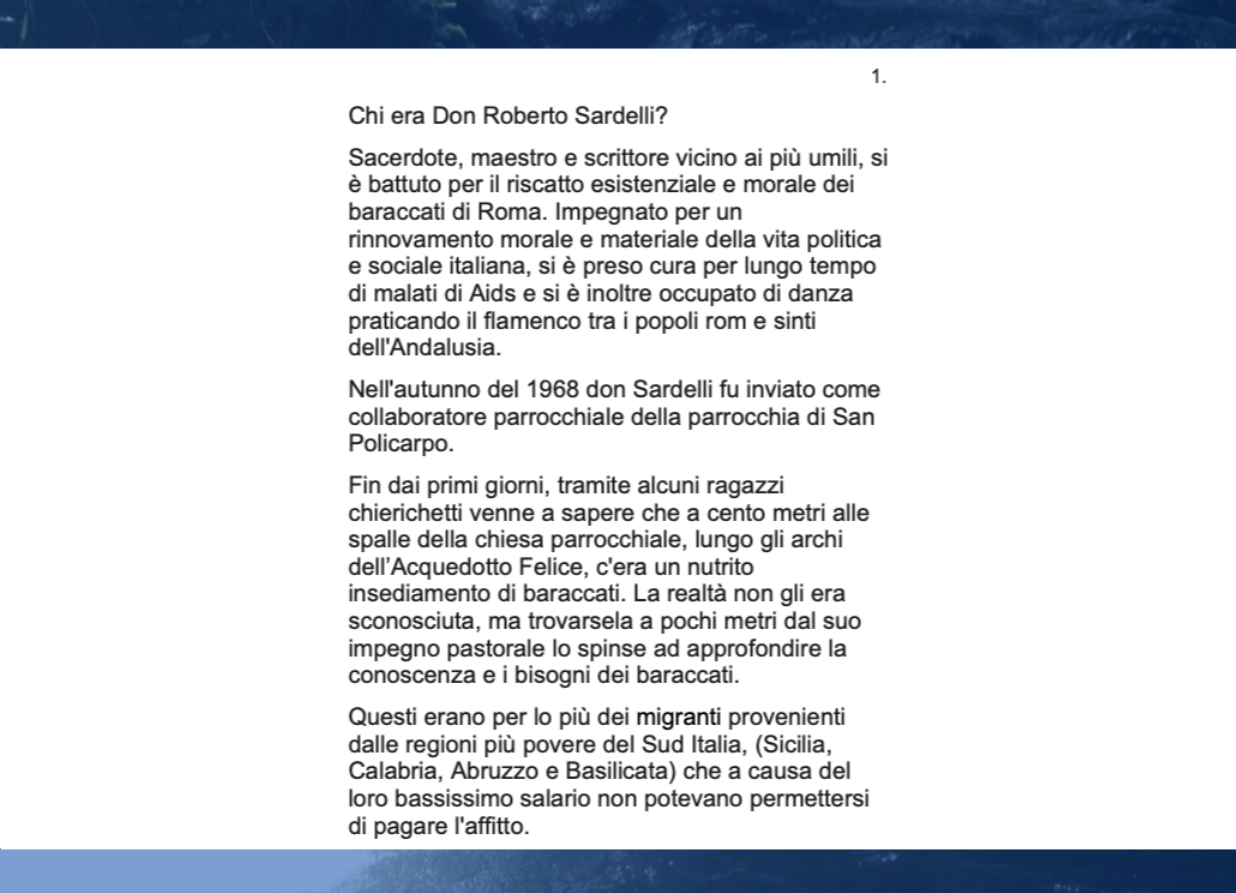 1.
Chi era Don Roberto Sardelli?
Sacerdote, maestro e scrittore vicino ai più umili, si
è battuto per il riscatto esistenziale e morale dei
baraccati di Roma. Impegnato per un
rinnovamento morale e materiale della vita politica
e sociale italiana, si è preso cura per lungo tempo
di malati di Aids e si è inoltre occupato di danza
praticando il flamenco tra i popoli rom e sinti
dell'Andalusia.
Nell'autunno del 1968 don Sardelli fu inviato come
collaboratore parrocchiale della parrocchia di San
Policarpo.
Fin dai primi giorni, tramite alcuni ragazzi
chierichetti venne a sapere che a cento metri alle
spalle della chiesa parrocchiale, lungo gli archi
dell’Acquedotto Felice, c'era un nutrito
insediamento di baraccati. La realtà non gli era
sconosciuta, ma trovarsela a pochi metri dal suo
impegno pastorale lo spinse ad approfondire la
conoscenza e i bisogni dei baraccati.
Questi erano per lo più dei migranti provenienti
dalle regioni più povere del Sud Italia, (Sicilia,
Calabria, Abruzzo e Basilicata) che a causa del
loro bassissimo salario non potevano permettersi
di pagare l'affitto.